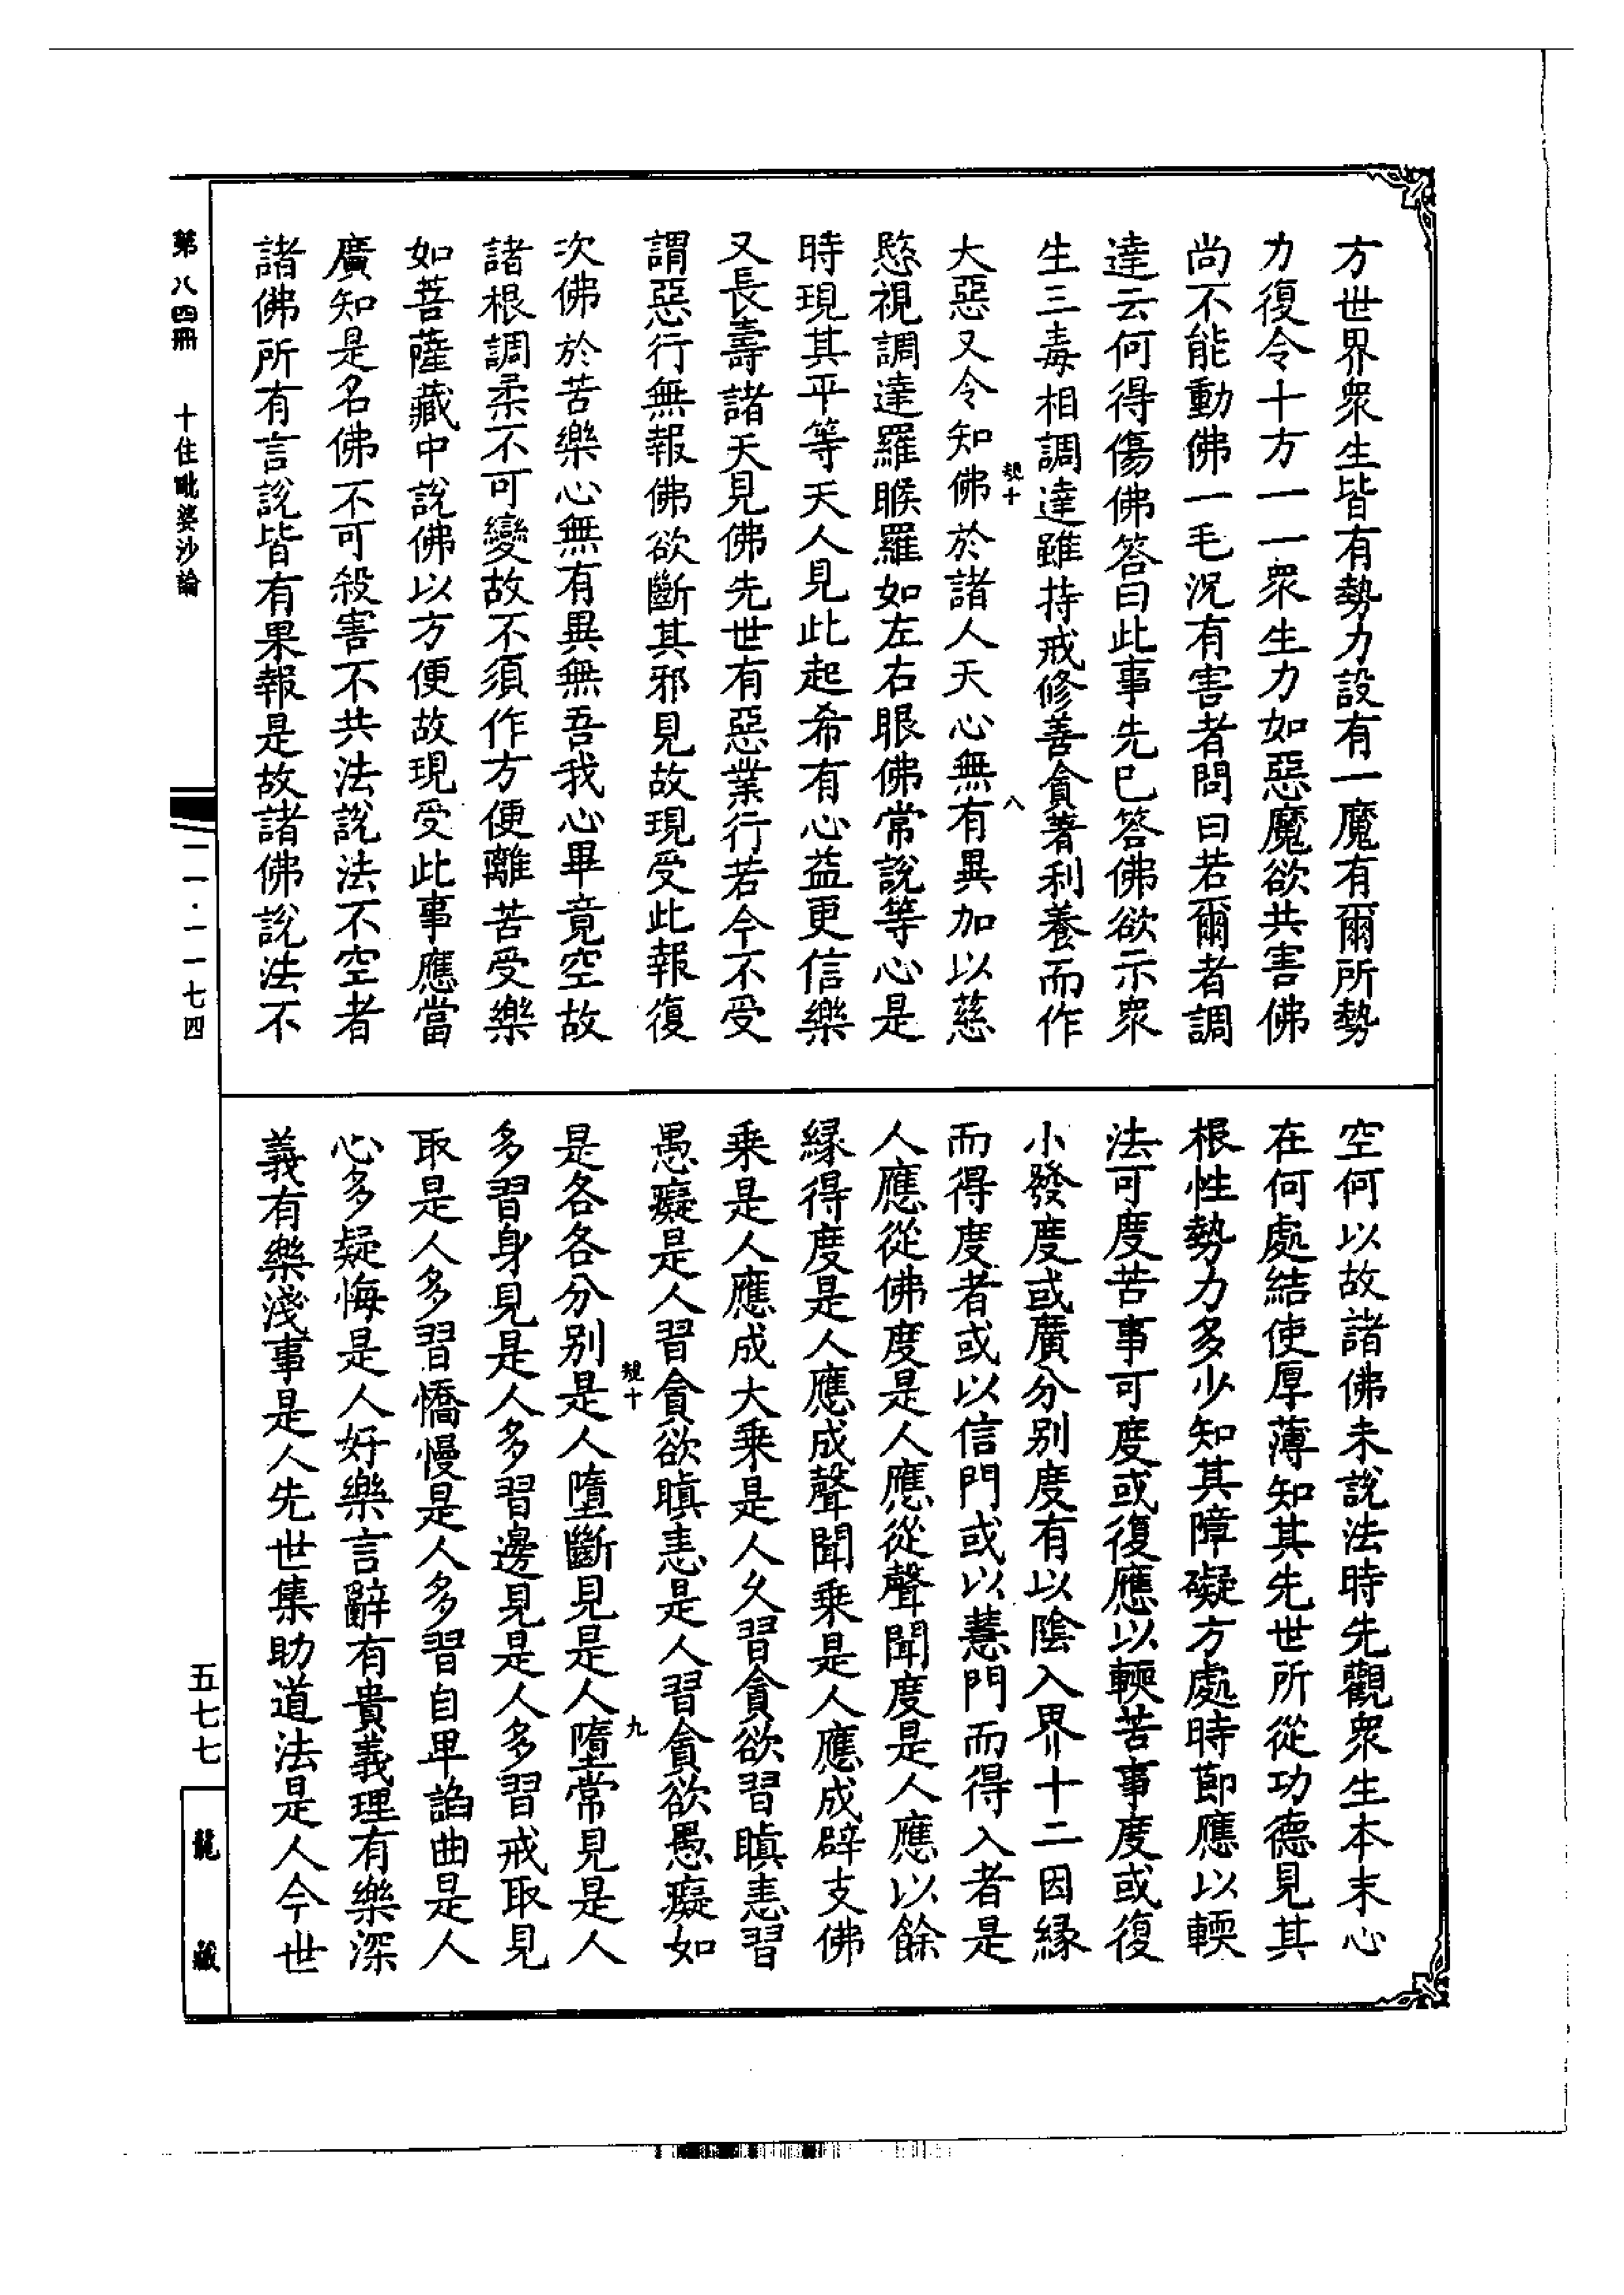 方世界衆生皆有勢力設有一魔有爾所勢
力復令十方一一衆生力如惡魔欲共害佛
尚不能動佛一毛況有害者問曰若爾者調
達云何得傷佛答曰此事先已答佛欲示衆
生三毒相調達雖持戒修善貪著利養而作
大惡又令知佛於諸人天心無有異加以慈
愍視調達羅睺羅如左右眼佛常說等心是
時現其平等天人見此起希有心益更信樂
又長壽諸天見佛先世有惡業行若今不受
謂惡行無報佛欲斷其邪見故現受此報復
次佛於苦樂心無有異無吾我心畢竟空故
諸根調柔不可變故不須作方便離苦受樂
如菩薩藏中說佛以方便故現受此事應當
廣知是名佛不可殺害不共法說法不空者
諸佛所有言說皆有果報是故諸佛說法不
空何以故諸佛未說法時先觀衆生本末心
在何處結使厚薄知其先世所從功德見其
根性勢力多少知其障礙方處時節應以輭
法可度苦事可度或復應以輭苦事度或復
小發度或廣分別度有以陰入界十二因緣
而得度者或以信門或以慧門而得入者是
人應從佛度是人應從聲聞度是人應以餘
緣得度是人應成聲聞乘是人應成辟支佛
乘是人應成大乘是人久習貪欲習瞋恚習
愚癡是人習貪欲瞋恚是人習貪欲愚癡如
是各各分別是人墮斷見是人墮常見是人
多習身見是人多習邊見是人多習戒取見
取是人多習憍慢是人多習自卑諂曲是人
心多疑悔是人好樂言辭有貴義理有樂深
義有樂淺事是人先世集助道法是人今世
規十
八
規十
九
第八四冊 十住毗婆沙論
一一·一一七四
五七七
龍藏